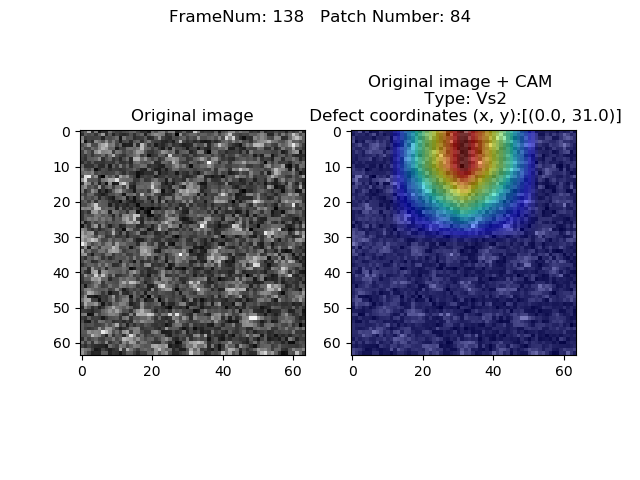 FrameNum: 138   Patch Number: 84
Original image
Original image + CAM
Type: Vs2
Defect coordinates (x, y):[(0.0, 31.0)]
0
10
20
30
40
50
60
0 20 40 60
0
10
20
30
40
50
60
0 20 40 60